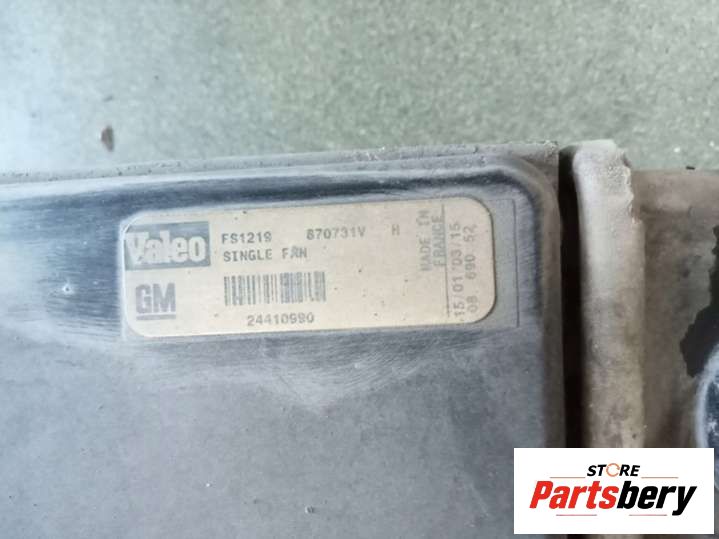 Valeo
FS1219 870731V H
SINGLE FAN
GM
24410990
MADE IN
FRANCE
15/01/03/15
08 690 52
STORE
Partsbery